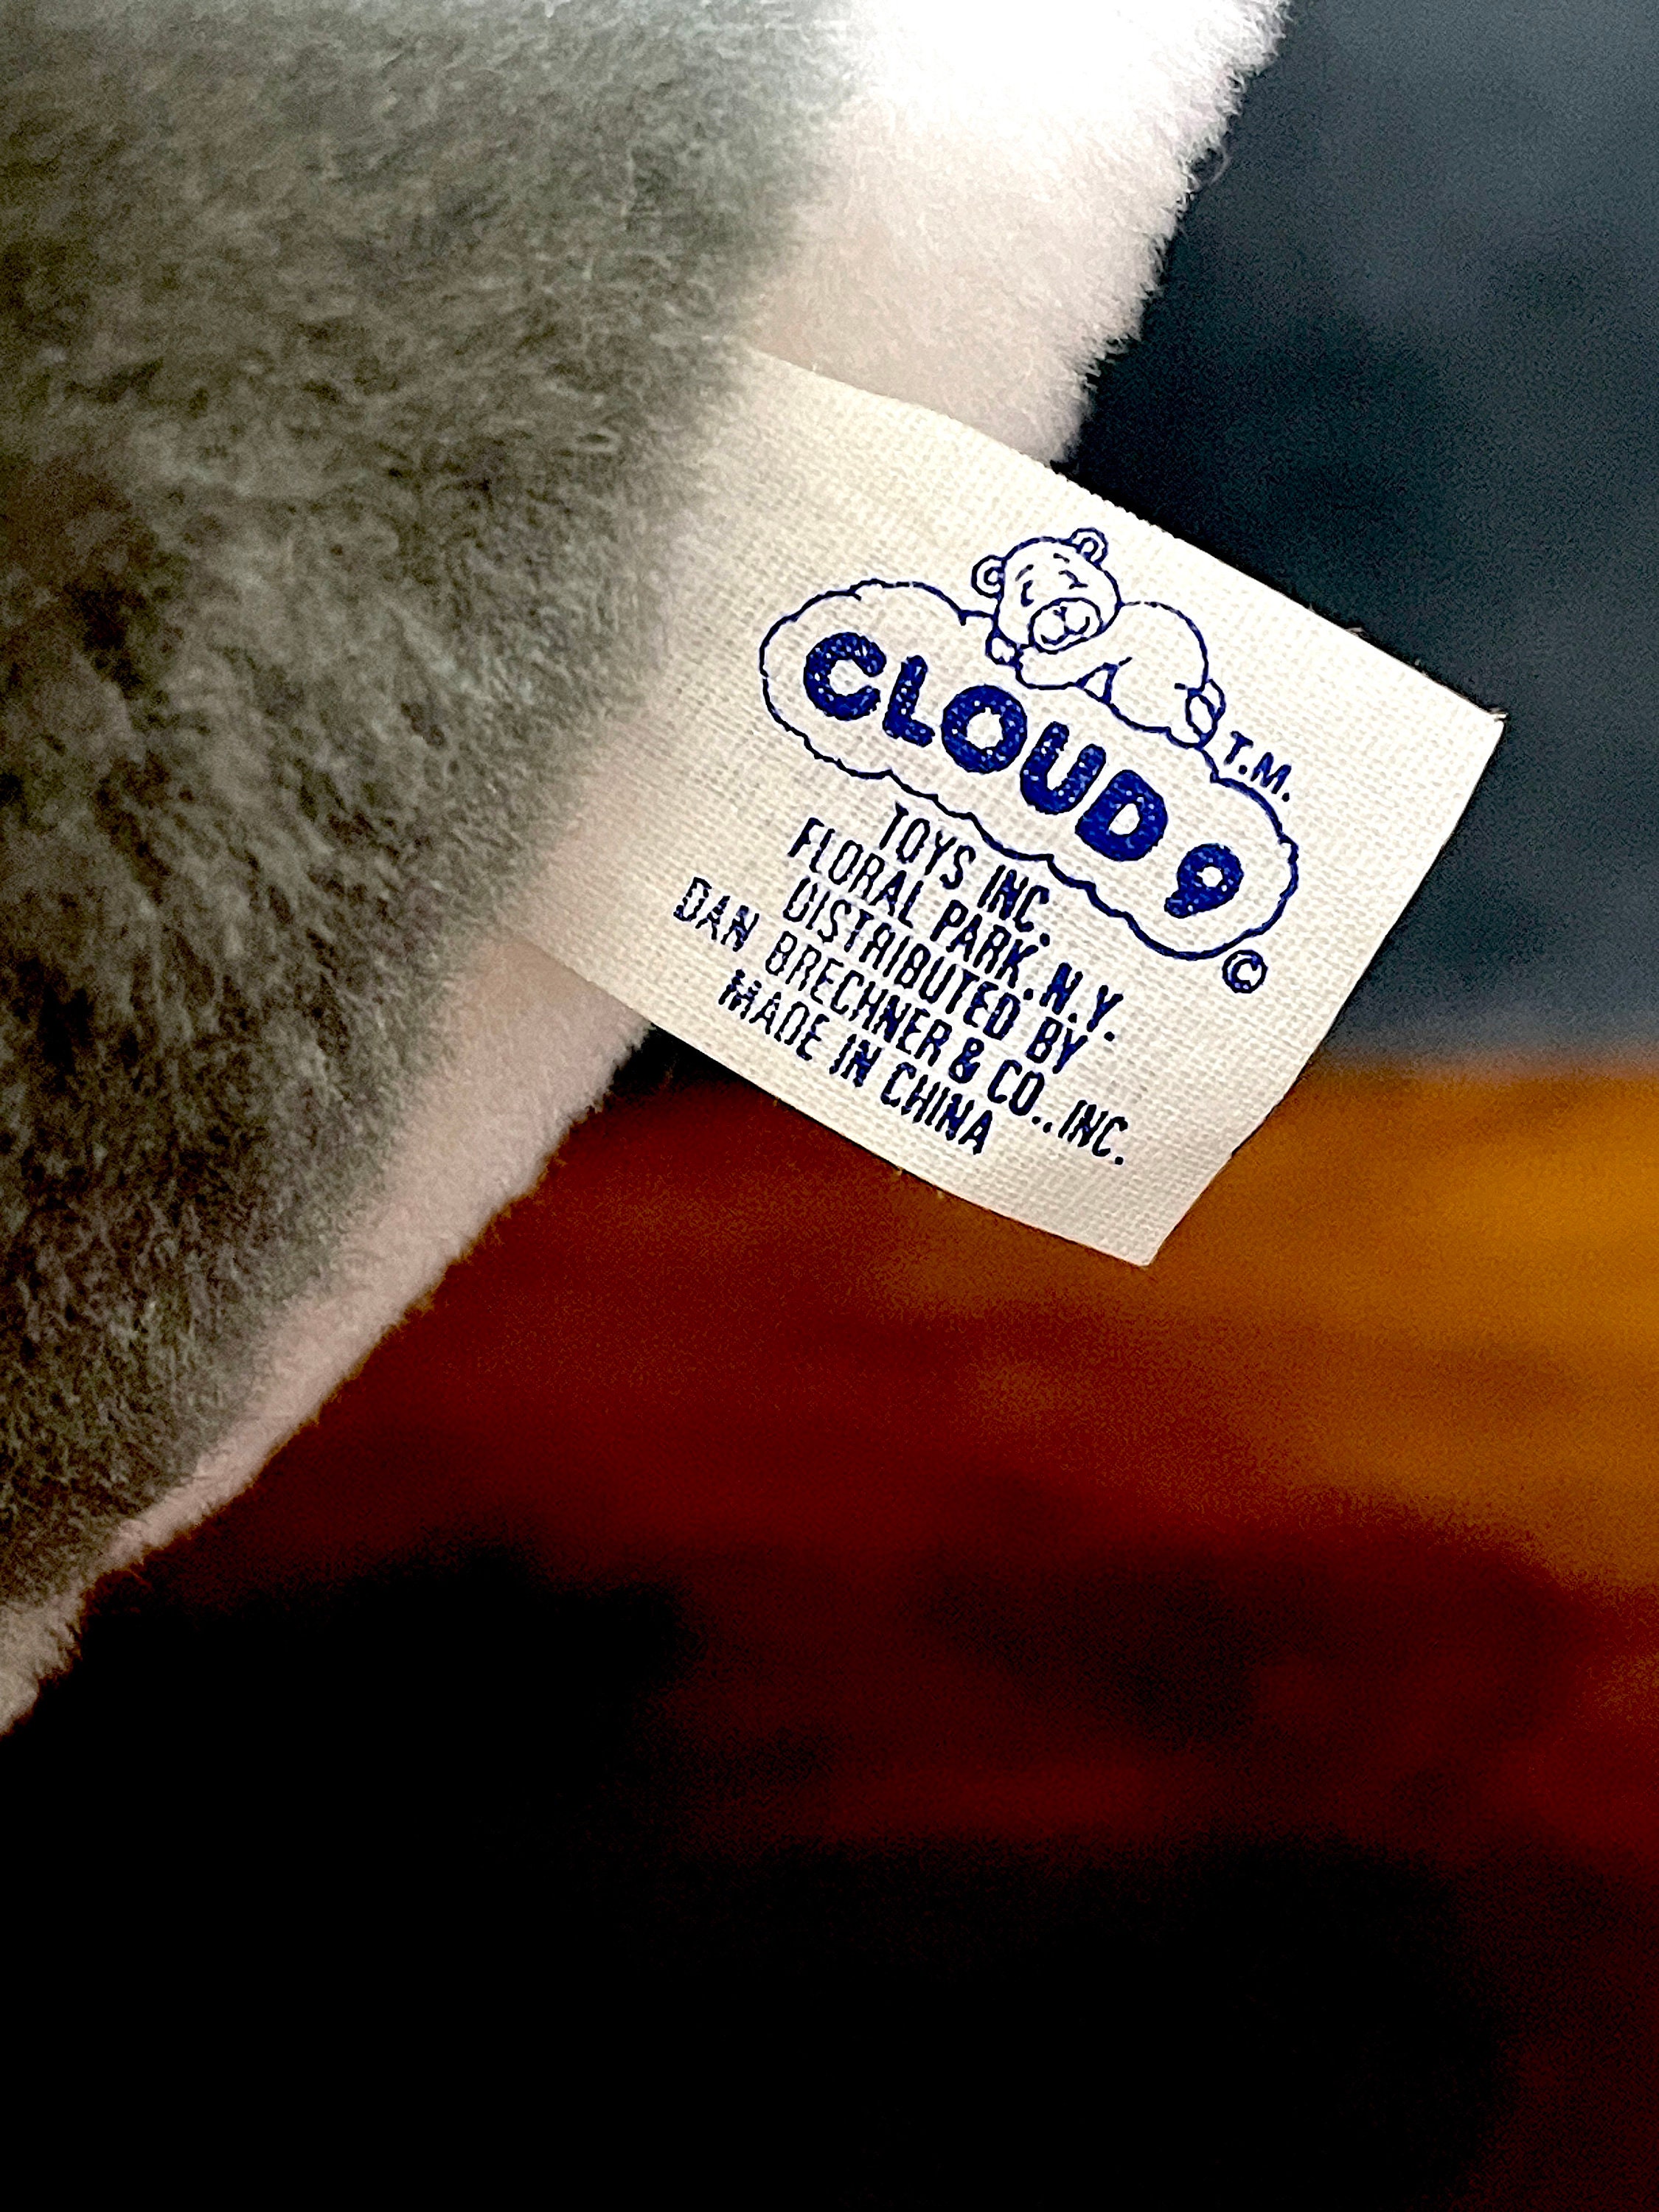 CLOUD 9 T.M.
©
TOYS INC.
FLORAL PARK, N.Y.
DISTRIBUTED BY
DAN BRECHNER & CO., INC.
MADE IN CHINA